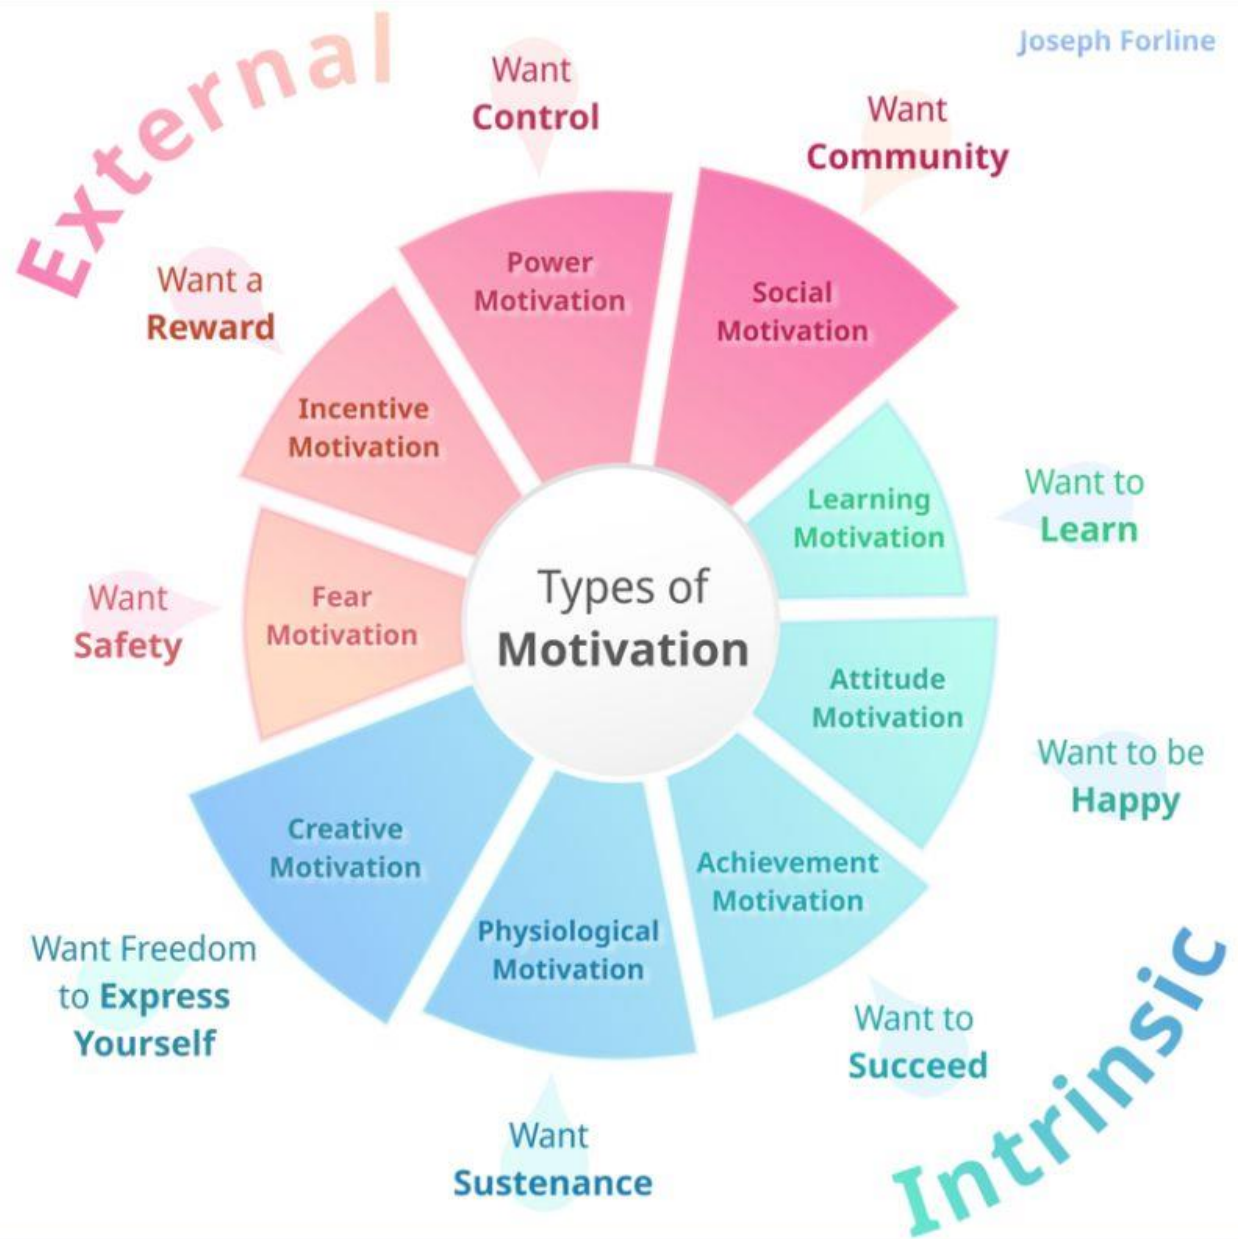 Joseph Forline
External
Want
Control
Want
Community
Want a
Reward
Power
Motivation
Social
Motivation
Incentive
Motivation
Learning
Motivation
Want to
Learn
Want
Safety
Fear
Motivation
Types of
Motivation
Attitude
Motivation
Want to be
Happy
Creative
Motivation
Achievement
Motivation
Physiological
Motivation
Want Freedom
to Express
Yourself
Want to
Succeed
Want
Sustenance
Intrinsic